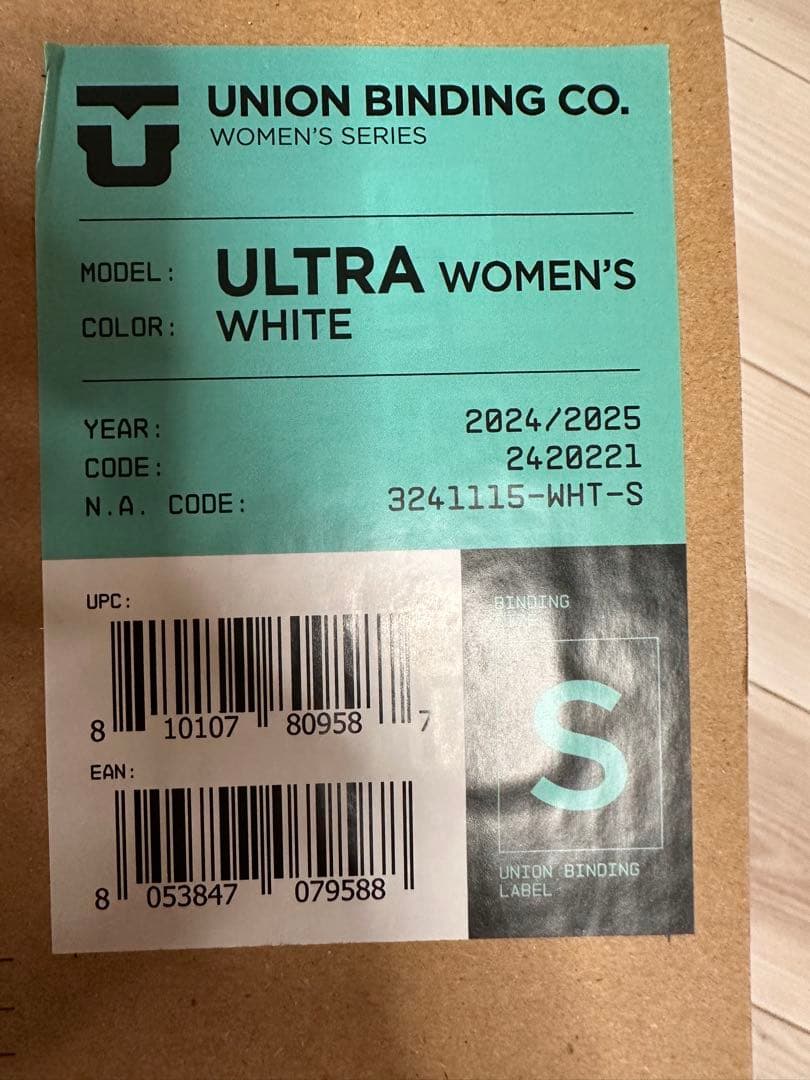 UNION BINDING CO.
WOMEN'S SERIES
MODEL: ULTRA WOMEN'S
COLOR: WHITE
YEAR: 2024/2025
CODE: 2420221
N.A. CODE: 3241115-WHT-S
UPC:
8 10107 80958 7
EAN:
8 053847 079588
BINDING
S
UNION BINDING
LABEL